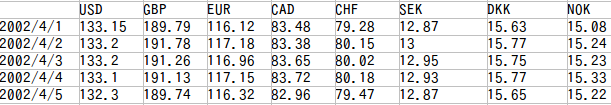 USD GBP EUR CAD CHF SEK DKK NOK
2002/4/1 133.15 189.79 116.12 83.48 79.28 12.87 15.63 15.08
2002/4/2 133.2 191.78 117.18 83.38 80.15 13 15.77 15.24
2002/4/3 133.2 191.26 116.96 83.65 80.02 12.95 15.75 15.23
2002/4/4 133.1 191.13 117.15 83.72 80.18 12.93 15.77 15.33
2002/4/5 132.3 189.74 116.32 82.96 79.47 12.87 15.65 15.22